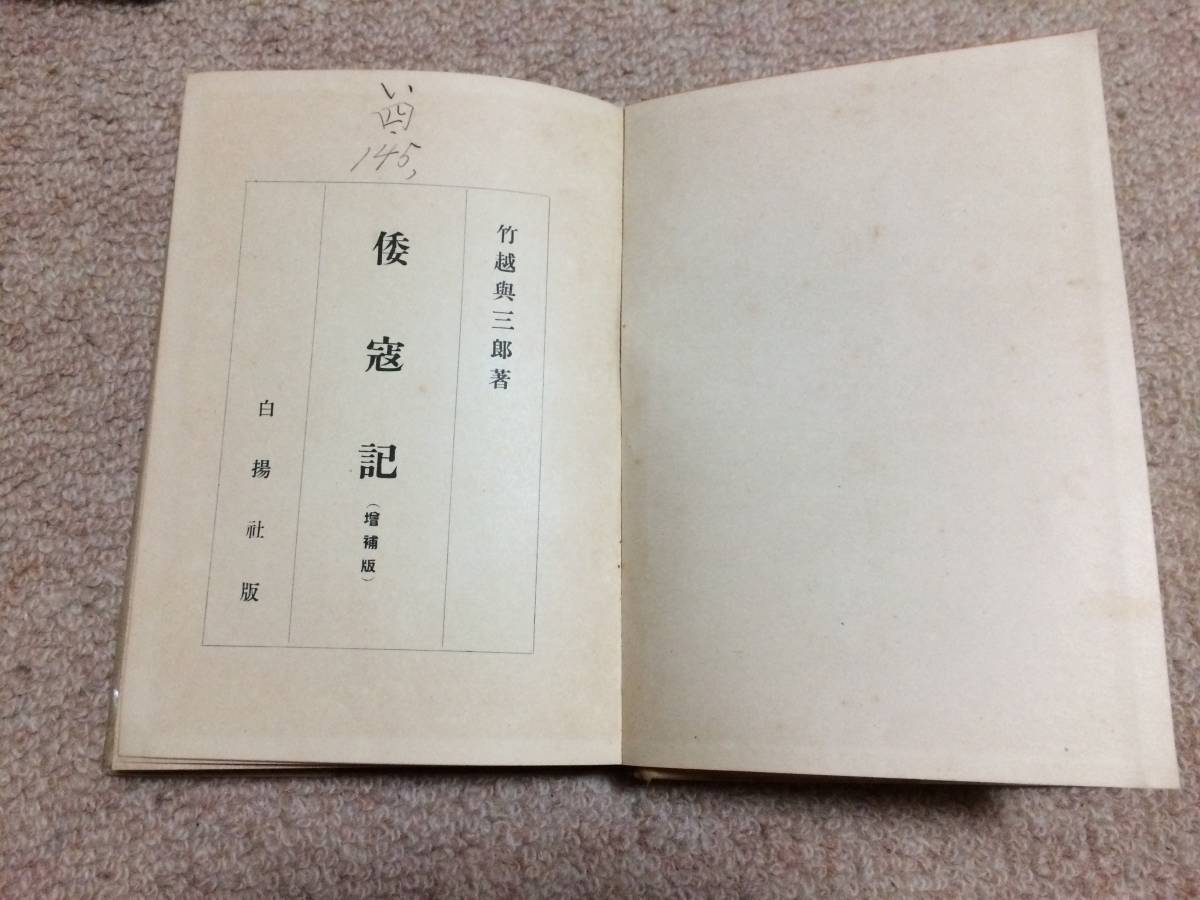 い
四
145,
竹越與三郎著
倭寇記
（増補版）
白揚社版